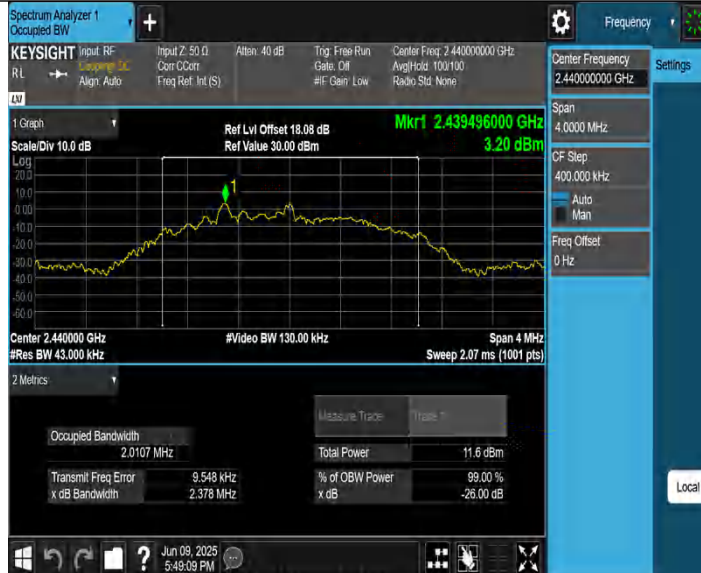 Spectrum Analyzer 1
Occupied BW
Frequency
KEYSIGHT
Input: RF
Coupling: DC
Align: Auto
Input Z: 50 Ω
Corr CCorr
Freq Ref: Int (S)
Atten: 40 dB
Trig: Free Run
Gate: Off
#IF Gain: Low
Center Freq: 2.440000000 GHz
Avg|Hold: 100/100
Radio Std: None
RL
LXI
Center Frequency
2.440000000 GHz
Settings
Span
4.0000 MHz
CF Step
400.000 kHz
Auto
Man
Freq Offset
0 Hz
1 Graph
Scale/Div 10.0 dB
Ref Lvl Offset 18.08 dB
Ref Value 30.00 dBm
Mkr1 2.439496000 GHz
3.20 dBm
Log
20.0
10.0
0.00
-10.0
-20.0
-30.0
-40.0
-50.0
-60.0
1
Center 2.440000 GHz
#Res BW 43.000 kHz
#Video BW 130.00 kHz
Span 4 MHz
Sweep 2.07 ms (1001 pts)
2 Metrics
Measure Trace
Trace 1
Occupied Bandwidth
2.0107 MHz
Total Power
11.6 dBm
Transmit Freq Error
9.548 kHz
% of OBW Power
99.00 %
x dB Bandwidth
2.378 MHz
x dB
-26.00 dB
Local
?
Jun 09, 2025
5:49:09 PM